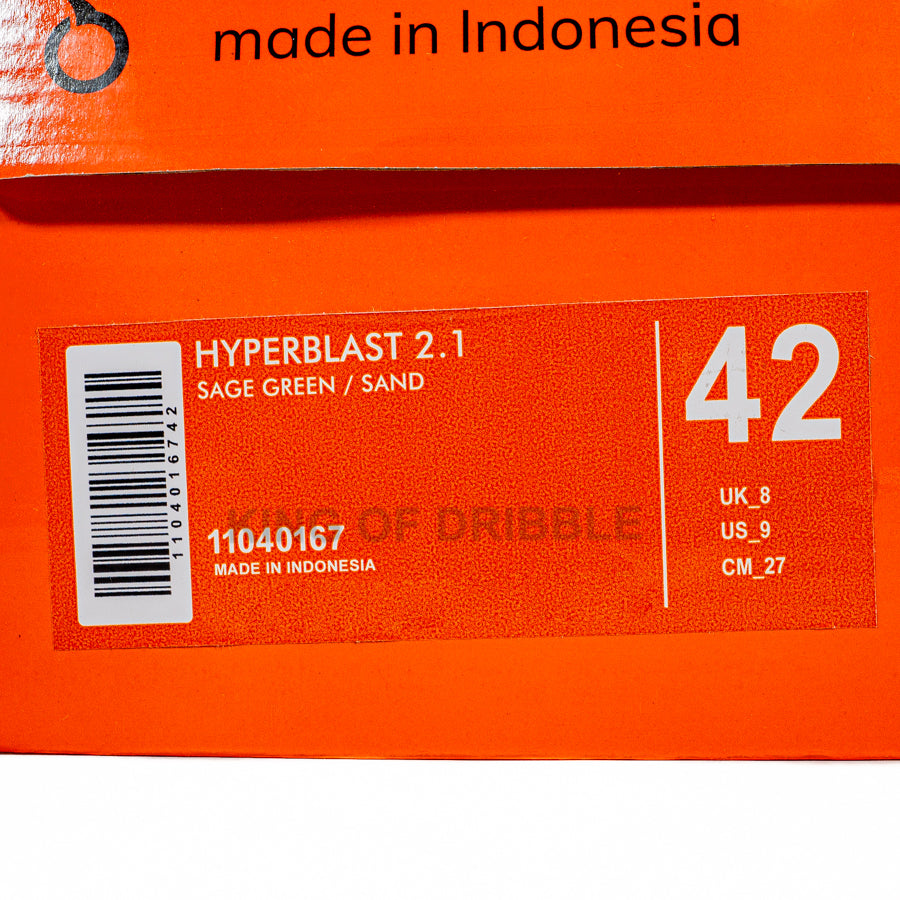 made in Indonesia
HYPERBLAST 2.1
SAGE GREEN / SAND
KING OF DRIBBLE
11040167
MADE IN INDONESIA
1104016742
42
UK_8
US_9
CM_27